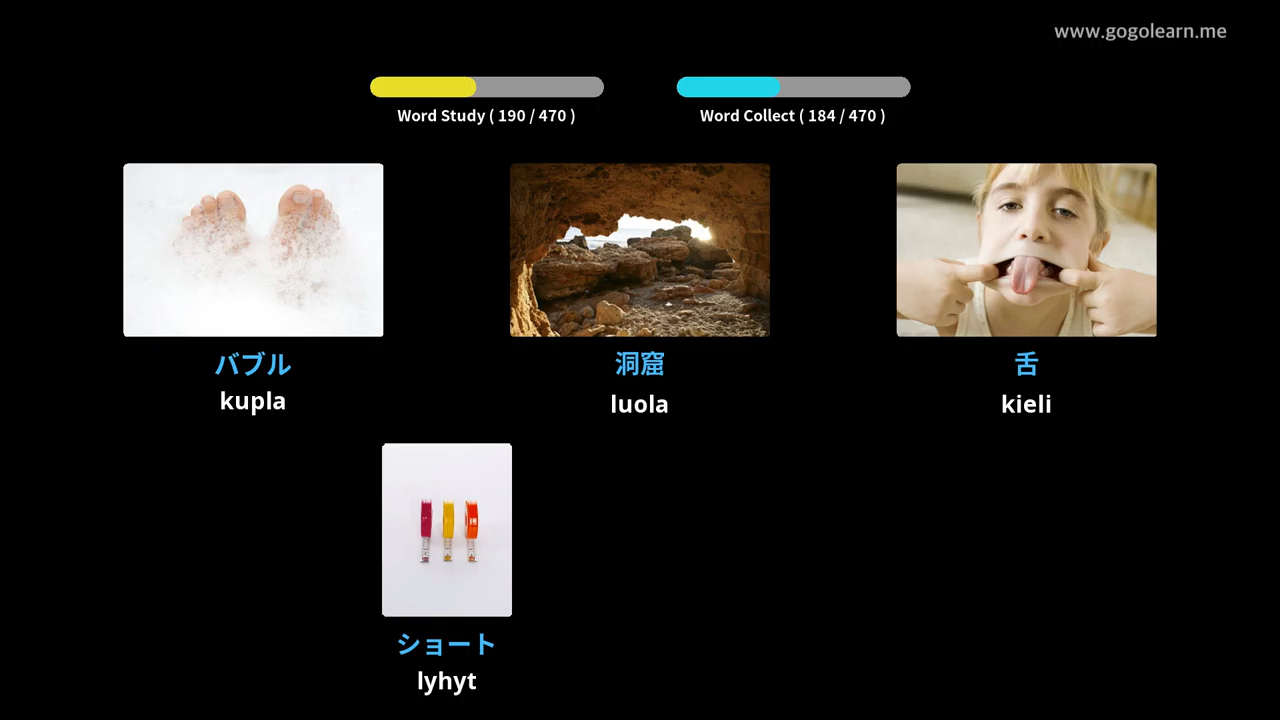 www.gogolearn.me
Word Study ( 190 / 470 )
Word Collect ( 184 / 470 )
バブル
kupla
洞窟
luola
舌
kieli
ショート
lyhyt